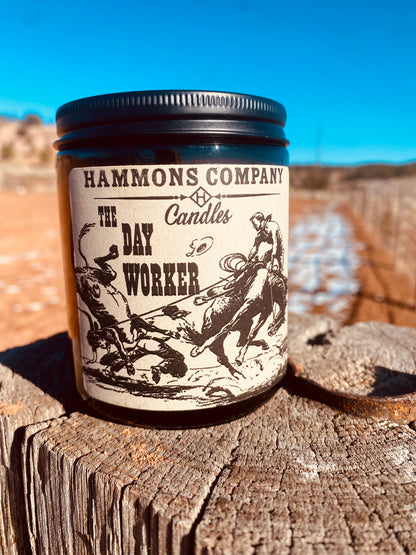 HAMMONS COMPANY
H
Candles
THE
DAY
WORKER